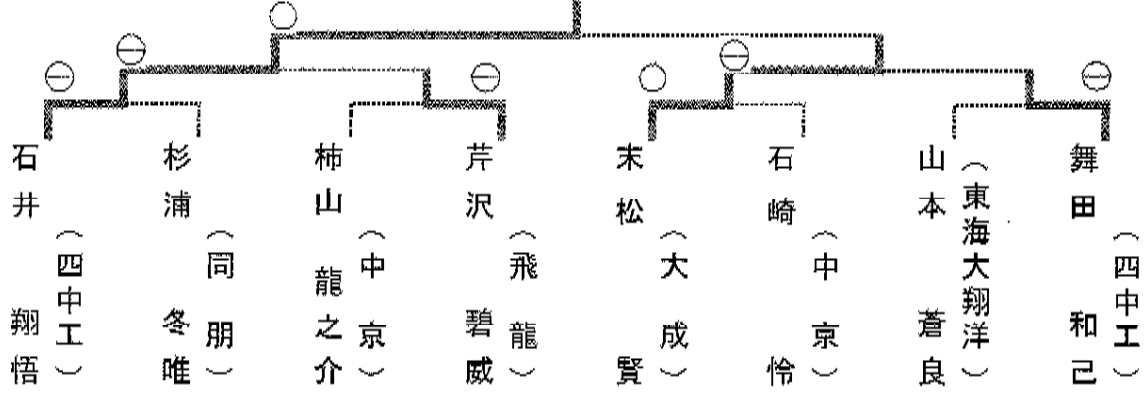 石井 翔悟
（四中工）
杉浦 冬唯
（同朋）
柿山 龍之介
（中京）
芹沢 碧威
（飛龍）
末松 賢
（大成）
石崎 怜
（中京）
山本 蒼良
（東海大翔洋）
舞田 和己
（四中工）